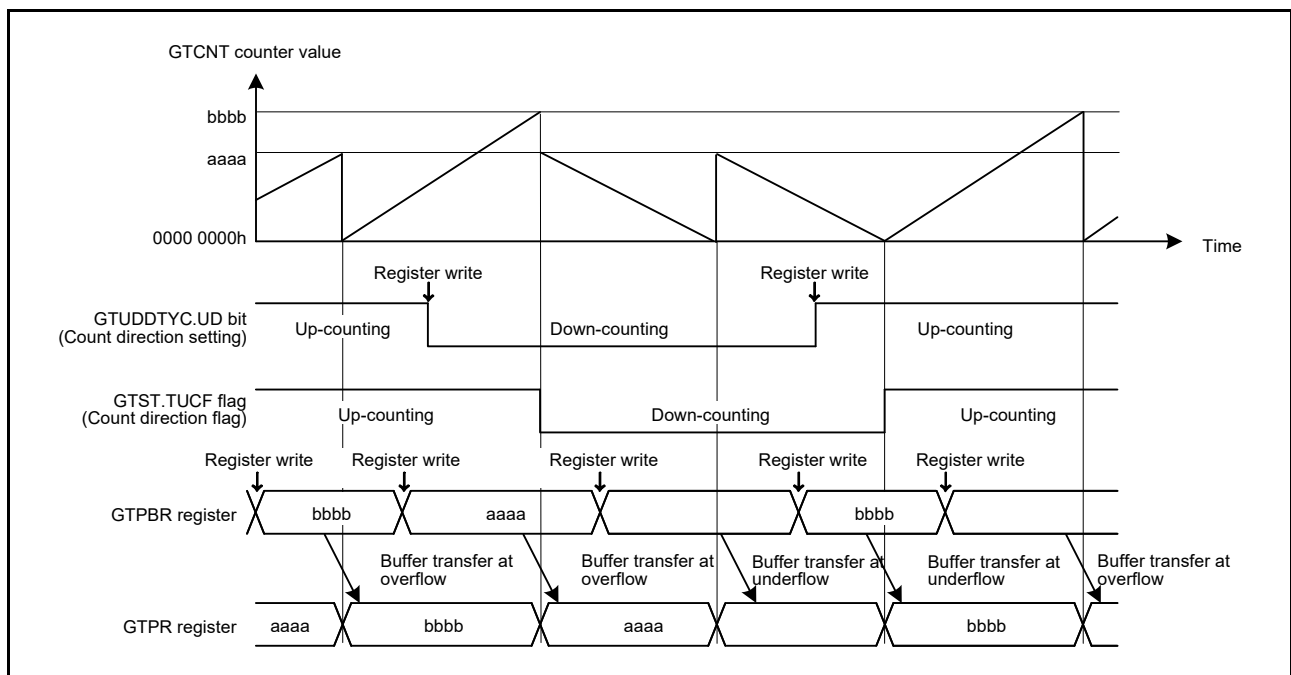 GTCNT counter value
bbbb
aaaa
0000 0000h
Time
Register write Register write
GTUDDTYC.UD bit
(Count direction setting)
Up-counting Down-counting Up-counting
GTST.TUCF flag
(Count direction flag)
Up-counting Down-counting Up-counting
Register write Register write Register write Register write Register write
GTPBR register bbbb aaaa bbbb
Buffer transfer at Buffer transfer at Buffer transfer at Buffer transfer at Buffer transfer at
overflow overflow underflow underflow overflow
GTPR register aaaa bbbb aaaa bbbb